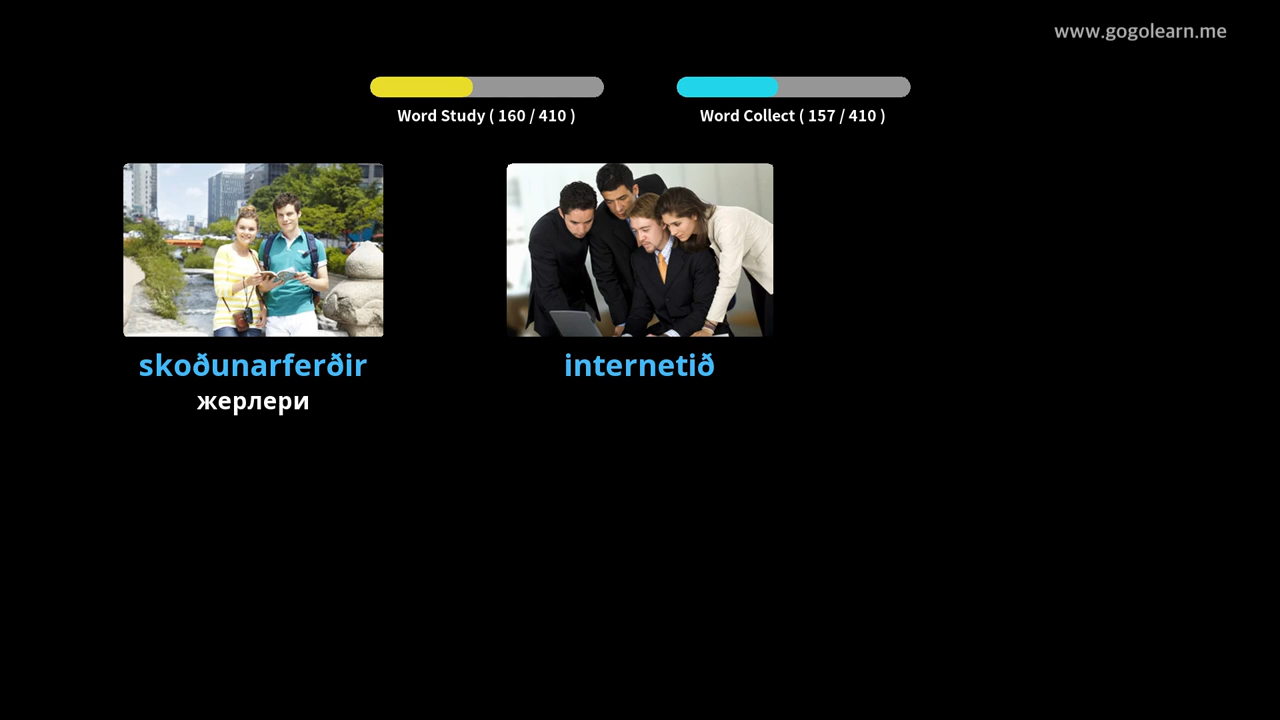 www.gogolearn.me
Word Study ( 160 / 410 )
Word Collect ( 157 / 410 )
skoðunarferðir
жерлери
internetið